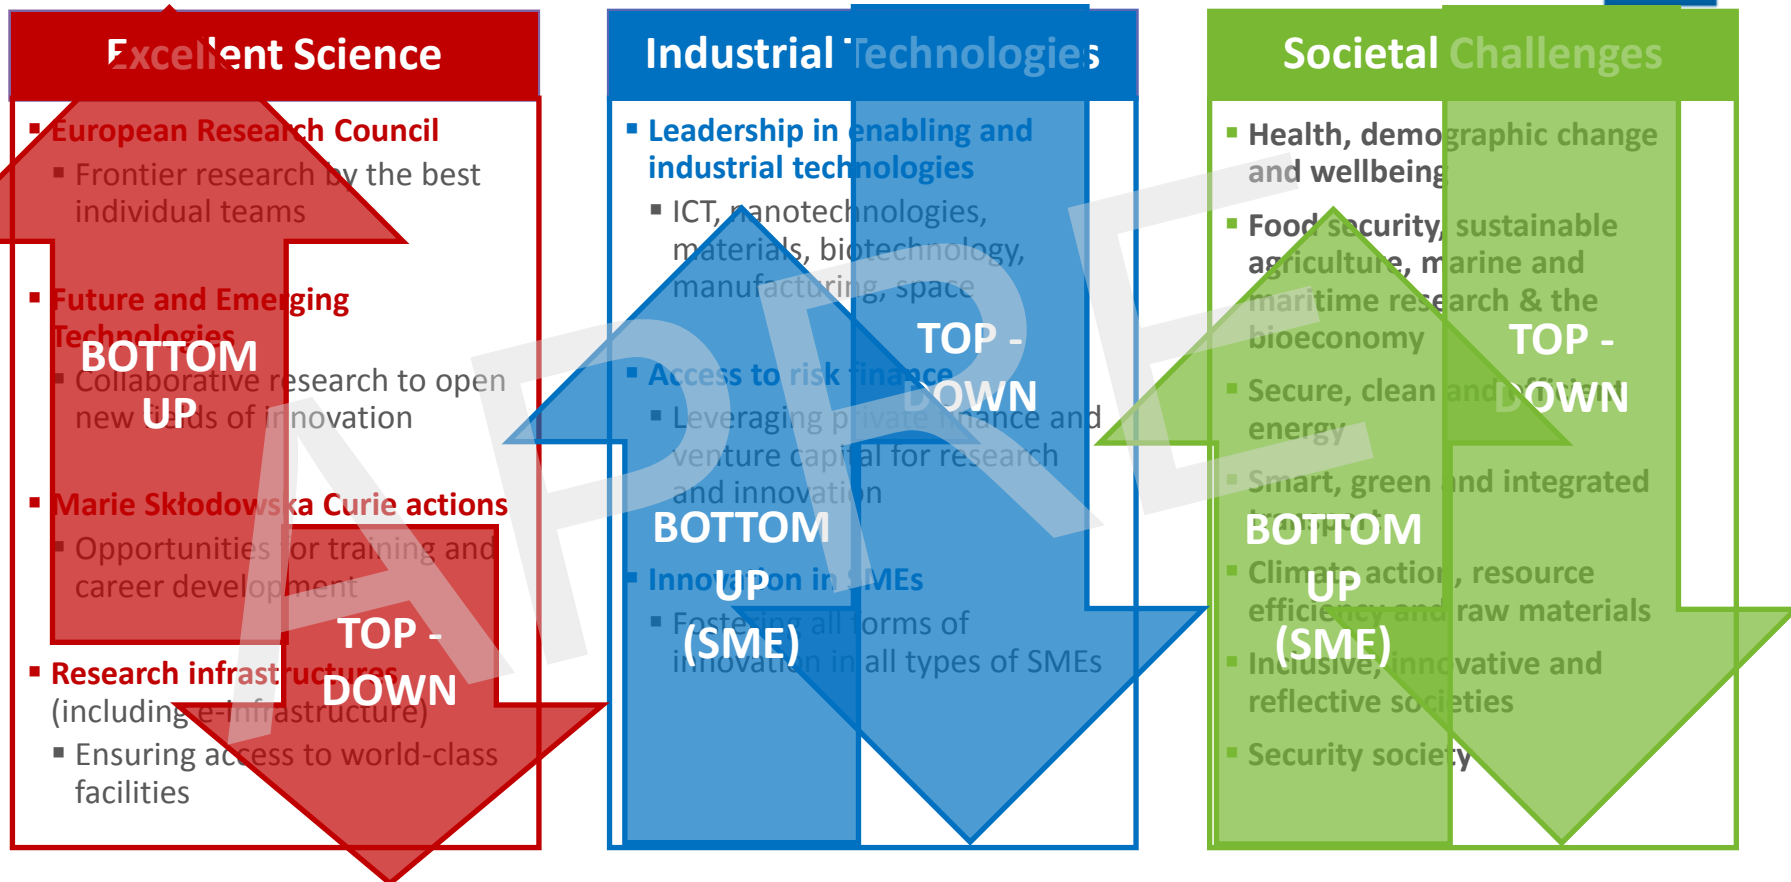 Excellent Science
▪ European Research Council
▪ Frontier research by the best
individual teams
▪ Future and Emerging
Technologies
▪ Collaborative research to open
new fields of innovation
▪ Marie Skłodowska Curie actions
▪ Opportunities for training and
career development
▪ Research infrastructures
(including e-infrastructure)
▪ Ensuring access to world-class
facilities
BOTTOM
UP
TOP -
DOWN
Industrial Technologies
▪ Leadership in enabling and
industrial technologies
▪ ICT, nanotechnologies,
materials, biotechnology,
manufacturing, space
▪ Access to risk finance
▪ Leveraging private finance and
venture capital for research
and innovation
▪ Innovation in SMEs
▪ Fostering all forms of
innovation in all types of SMEs
TOP -
DOWN
BOTTOM
UP
(SME)
Societal Challenges
▪ Health, demographic change
and wellbeing
▪ Food security, sustainable
agriculture, marine and
maritime research & the
bioeconomy
▪ Secure, clean and efficient
energy
▪ Smart, green and integrated
transport
▪ Climate action, resource
efficiency and raw materials
▪ Inclusive, innovative and
reflective societies
▪ Security society
TOP -
DOWN
BOTTOM
UP
(SME)
APRE